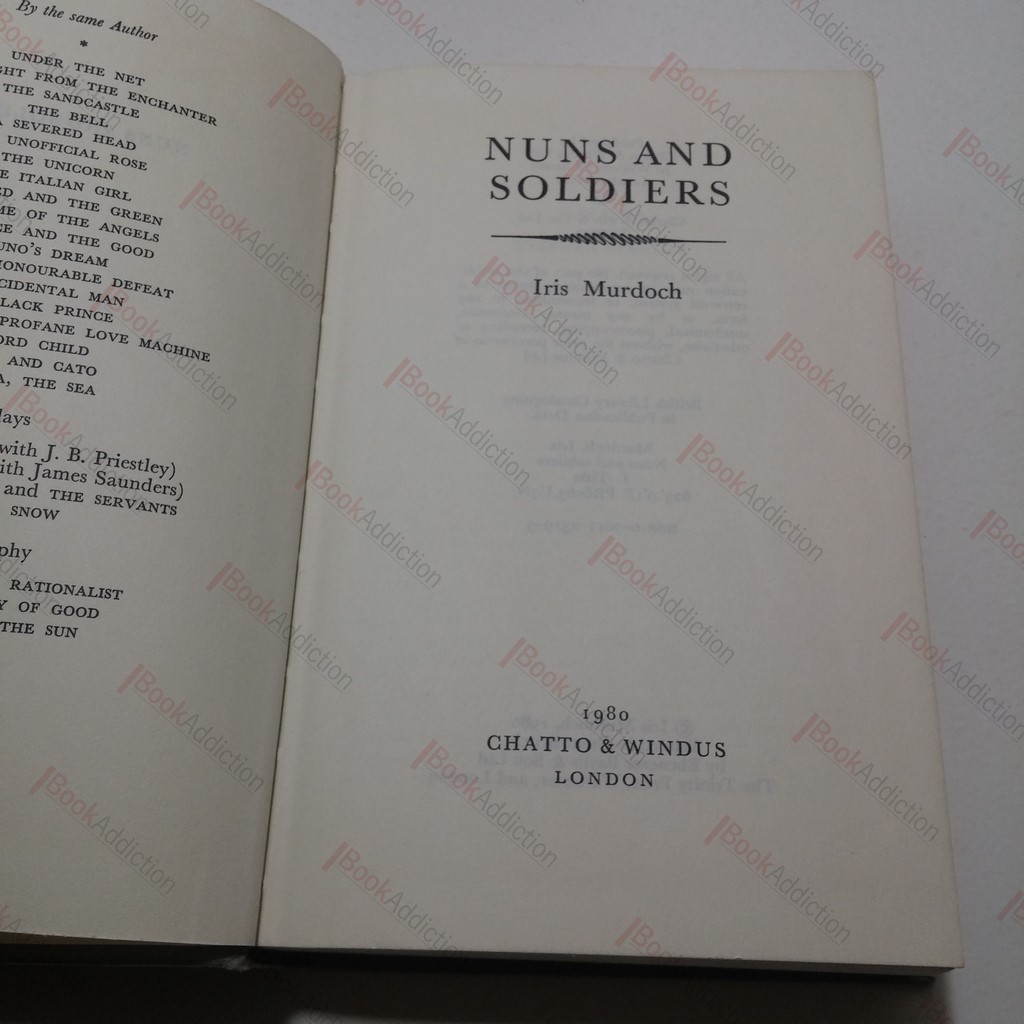 By the same Author
*
UNDER THE NET
GHT FROM THE ENCHANTER
THE SANDCASTLE
THE BELL
A SEVERED HEAD
UNOFFICIAL ROSE
THE UNICORN
E ITALIAN GIRL
ED AND THE GREEN
ME OF THE ANGELS
CE AND THE GOOD
UNO'S DREAM
HONOURABLE DEFEAT
CIDENTAL MAN
LACK PRINCE
PROFANE LOVE MACHINE
ORD CHILD
AND CATO
A, THE SEA
lays
with J. B. Priestley)
ith James Saunders)
and THE SERVANTS
SNOW
phy
RATIONALIST
Y OF GOOD
THE SUN
NUNS AND
SOLDIERS
Iris Murdoch
1980
CHATTO & WINDUS
LONDON
BookAddiction